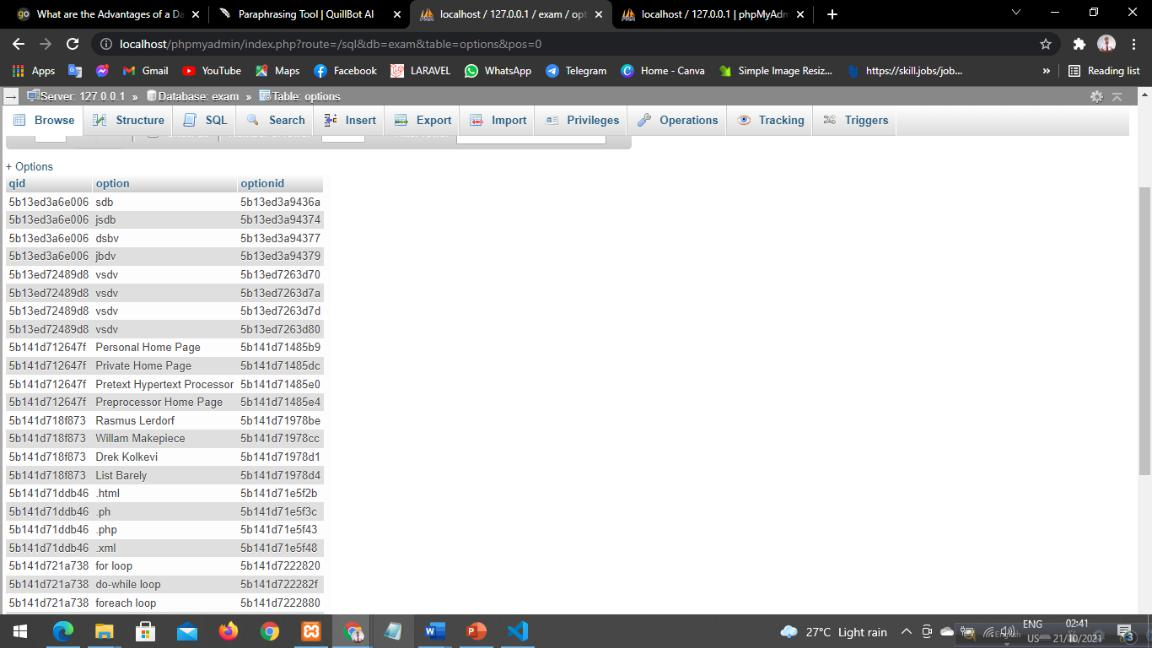 What are the Advantages of a Da
Paraphrasing Tool | QuillBot AI
localhost / 127.0.0.1 / exam / opt
localhost / 127.0.0.1 | phpMyAdm
localhost/phpmyadmin/index.php?route=/sql&db=exam&table=options&pos=0
Apps Gmail YouTube Maps Facebook LARAVEL WhatsApp Telegram Home - Canva Simple Image Resiz... https://skill.jobs/job... » Reading list
Server: 127.0.0.1 » Database: exam » Table: options
Browse Structure SQL Search Insert Export Import Privileges Operations Tracking Triggers
+ Options
qid option optionid
5b13ed3a6e006 sdb 5b13ed3a9436a
5b13ed3a6e006 jsdb 5b13ed3a94374
5b13ed3a6e006 dsbv 5b13ed3a94377
5b13ed3a6e006 jbdv 5b13ed3a94379
5b13ed72489d8 vsdv 5b13ed7263d70
5b13ed72489d8 vsdv 5b13ed7263d7a
5b13ed72489d8 vsdv 5b13ed7263d7d
5b13ed72489d8 vsdv 5b13ed7263d80
5b141d712647f Personal Home Page 5b141d71485b9
5b141d712647f Private Home Page 5b141d71485dc
5b141d712647f Pretext Hypertext Processor 5b141d71485e0
5b141d712647f Preprocessor Home Page 5b141d71485e4
5b141d718f873 Rasmus Lerdorf 5b141d71978be
5b141d718f873 Willam Makepiece 5b141d71978cc
5b141d718f873 Drek Kolkevi 5b141d71978d1
5b141d718f873 List Barely 5b141d71978d4
5b141d71ddb46 .html 5b141d71e5f2b
5b141d71ddb46 .ph 5b141d71e5f3c
5b141d71ddb46 .php 5b141d71e5f43
5b141d71ddb46 .xml 5b141d71e5f48
5b141d721a738 for loop 5b141d7222820
5b141d721a738 do-while loop 5b141d722282f
5b141d721a738 foreach loop 5b141d7222880
27°C Light rain
ENG
US
02:41
21/10/2021
3